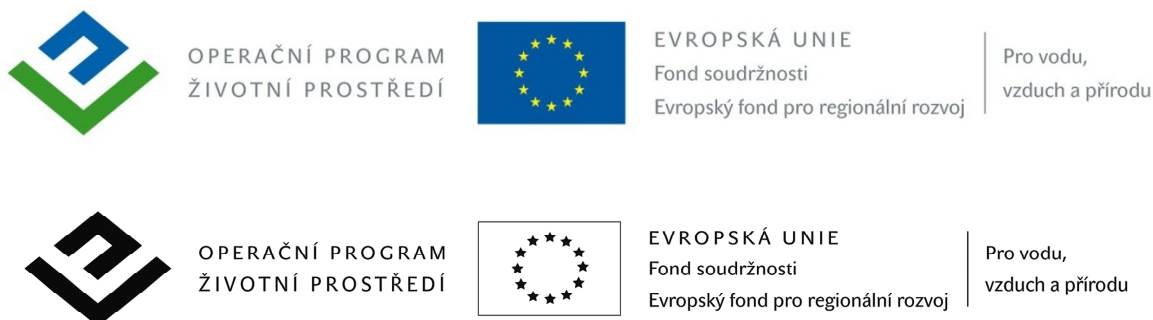 OPERAČNÍ PROGRAM
ŽIVOTNÍ PROSTŘEDÍ
EVROPSKÁ UNIE
Fond soudržnosti
Evropský fond pro regionální rozvoj
Pro vodu,
vzduch a přírodu
OPERAČNÍ PROGRAM
ŽIVOTNÍ PROSTŘEDÍ
EVROPSKÁ UNIE
Fond soudržnosti
Evropský fond pro regionální rozvoj
Pro vodu,
vzduch a přírodu